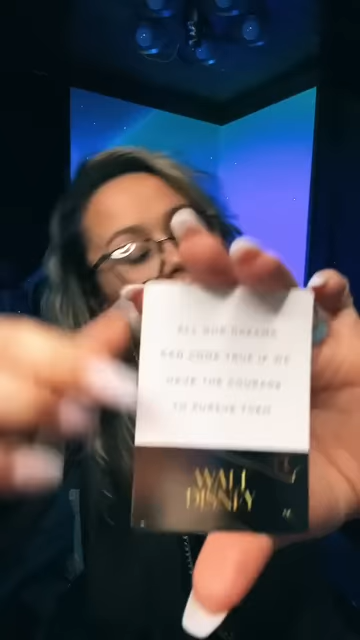 ALL OUR DREAMS
CAN COME TRUE IF WE
HAVE THE COURAGE
TO PURSUE THEM
WALT
DISNEY